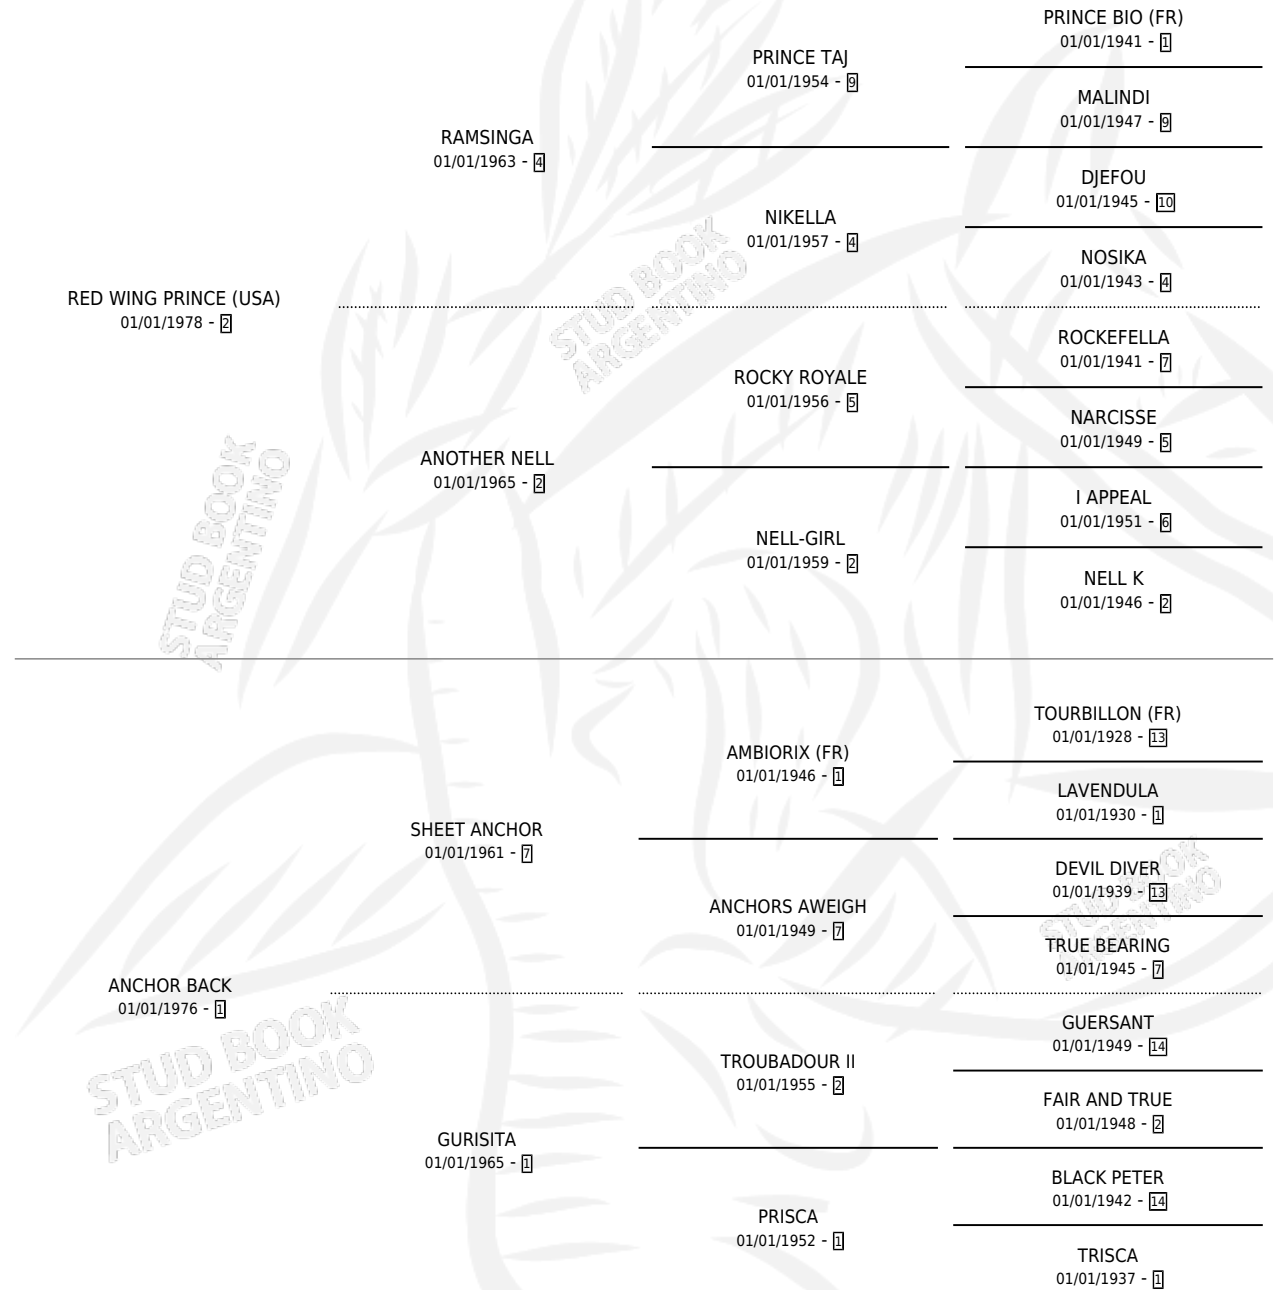 PRINCE BIO (FR)
01/01/1941 - 1
PRINCE TAJ
01/01/1954 - 9
MALINDI
01/01/1947 - 9
RAMSINGA
01/01/1963 - 4
DJEFOU
01/01/1945 - 10
NIKELLA
01/01/1957 - 4
NOSIKA
01/01/1943 - 4
RED WING PRINCE (USA)
01/01/1978 - 2
ROCKEFELLA
01/01/1941 - 7
ROCKY ROYALE
01/01/1956 - 5
NARCISSE
01/01/1949 - 5
ANOTHER NELL
01/01/1965 - 2
I APPEAL
01/01/1951 - 6
NELL-GIRL
01/01/1959 - 2
NELL K
01/01/1946 - 2
TOURBILLON (FR)
01/01/1928 - 13
AMBIORIX (FR)
01/01/1946 - 1
LAVENDULA
01/01/1930 - 1
SHEET ANCHOR
01/01/1961 - 7
DEVIL DIVER
01/01/1939 - 13
ANCHORS AWEIGH
01/01/1949 - 7
TRUE BEARING
01/01/1945 - 7
ANCHOR BACK
01/01/1976 - 1
GUERSANT
01/01/1949 - 14
TROUBADOUR II
01/01/1955 - 2
FAIR AND TRUE
01/01/1948 - 2
GURISITA
01/01/1965 - 1
BLACK PETER
01/01/1942 - 14
PRISCA
01/01/1952 - 1
TRISCA
01/01/1937 - 1
STUD BOOK
ARGENTINO
STUD BOOK
ARGENTINO
STUD BOOK
ARGENTINO
STUD BOOK
ARGENTINO